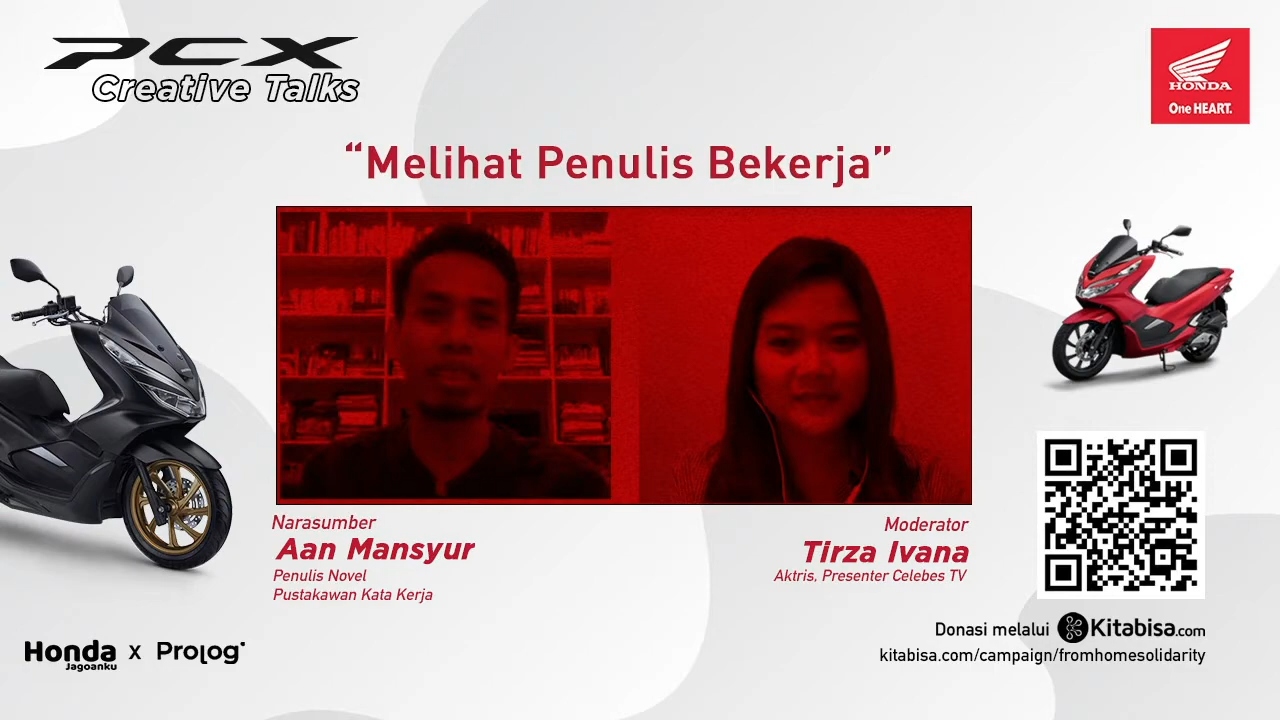 PCX
Creative Talks
HONDA
One HEART.
“Melihat Penulis Bekerja”
Narasumber
Aan Mansyur
Penulis Novel
Pustakawan Kata Kerja
Moderator
Tirza Ivana
Aktris, Presenter Celebes TV
Donasi melalui Kitabisa.com
kitabisa.com/campaign/fromhomesolidarity
Honda x Prolog
Jagoanku